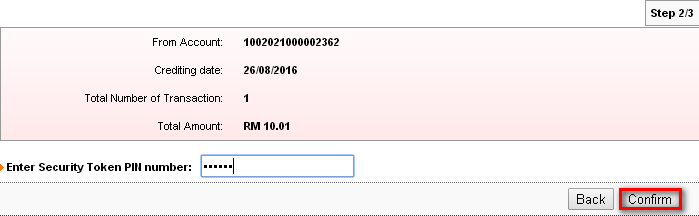 Step 2/3
From Account: 1002021000002362
Crediting date: 26/08/2016
Total Number of Transaction: 1
Total Amount: RM 10.01
Enter Security Token PIN number: ••••••
Back Confirm